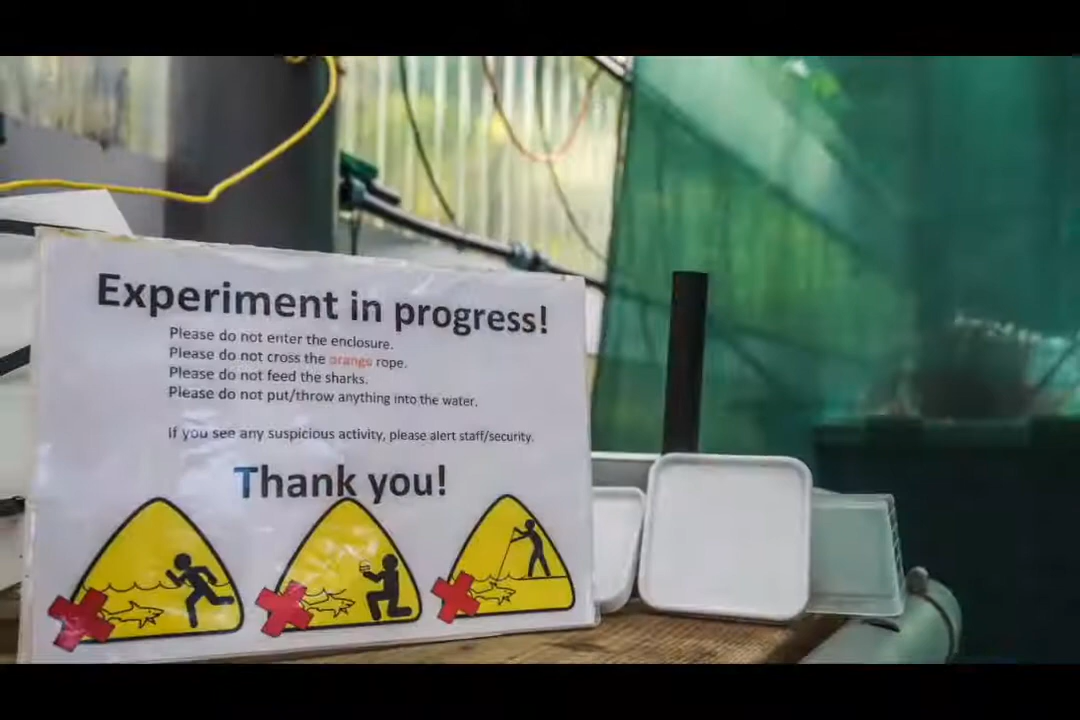 Experiment in progress!
Please do not enter the enclosure.
Please do not cross the orange rope.
Please do not feed the sharks.
Please do not put/throw anything into the water.
If you see any suspicious activity, please alert staff/security.
Thank you!